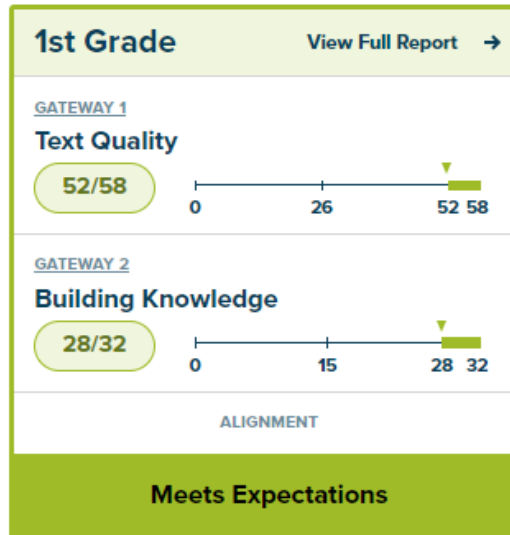 1st Grade View Full Report →
GATEWAY 1
Text Quality
52/58
0 26 52 58
GATEWAY 2
Building Knowledge
28/32
0 15 28 32
ALIGNMENT
Meets Expectations